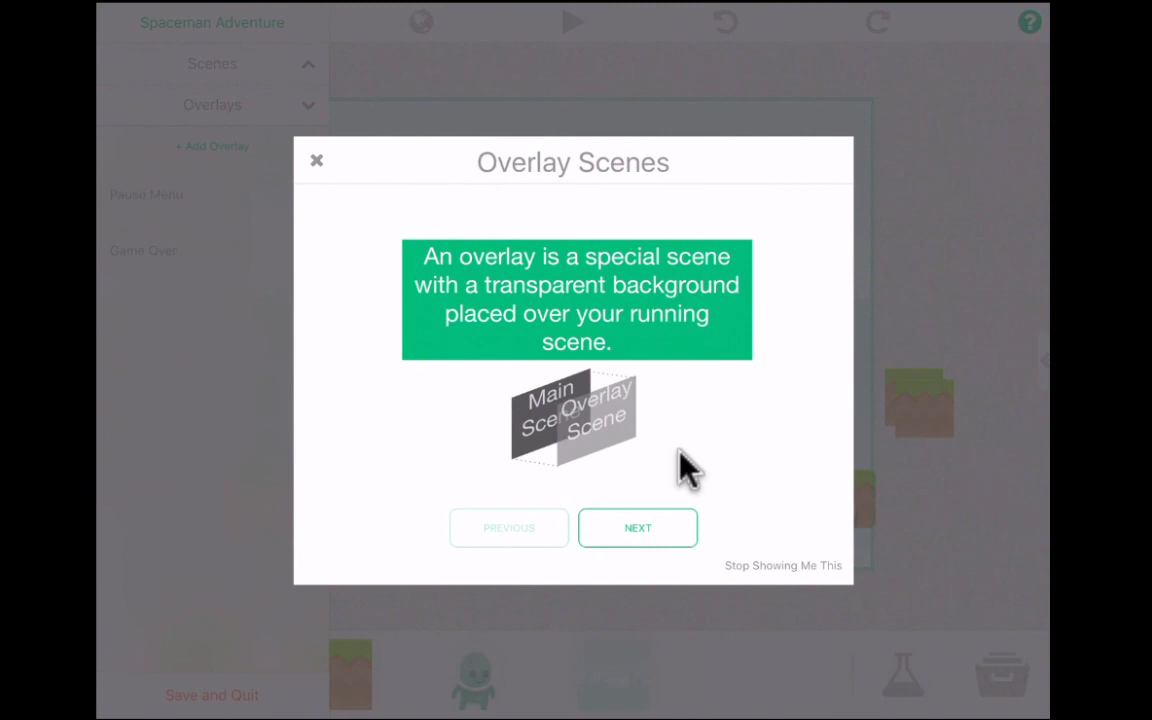 Spaceman Adventure
?
Scenes
Overlays
+ Add Overlay
Pause Menu
Game Over
Overlay Scenes
An overlay is a special scene
with a transparent background
placed over your running
scene.
Main
Scene
Overlay
Scene
PREVIOUS
NEXT
Stop Showing Me This
Save and Quit